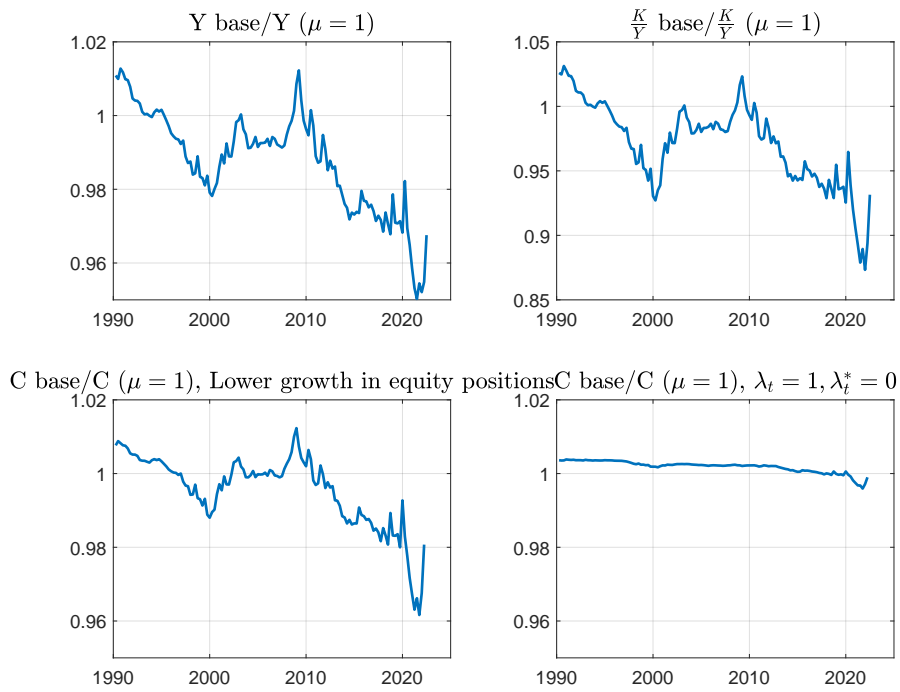 Y base/Y (μ = 1)
1.02
1
0.98
0.96
1990 2000 2010 2020
K/Y base/K/Y (μ = 1)
1.05
1
0.95
0.9
0.85
1990 2000 2010 2020
C base/C (μ = 1), Lower growth in equity positions
1.02
1
0.98
0.96
1990 2000 2010 2020
C base/C (μ = 1), λ_t = 1, λ_t^* = 0
1.02
1
0.98
0.96
1990 2000 2010 2020